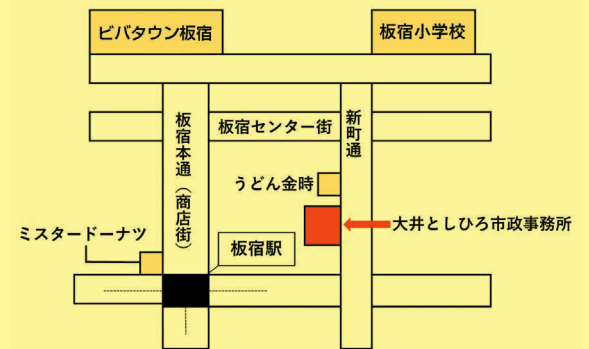 ビバタウン板宿
板宿小学校
板宿センター街
新町通
板宿本通（商店街）
うどん金時
大井としひろ市政事務所
ミスタードーナツ
板宿駅